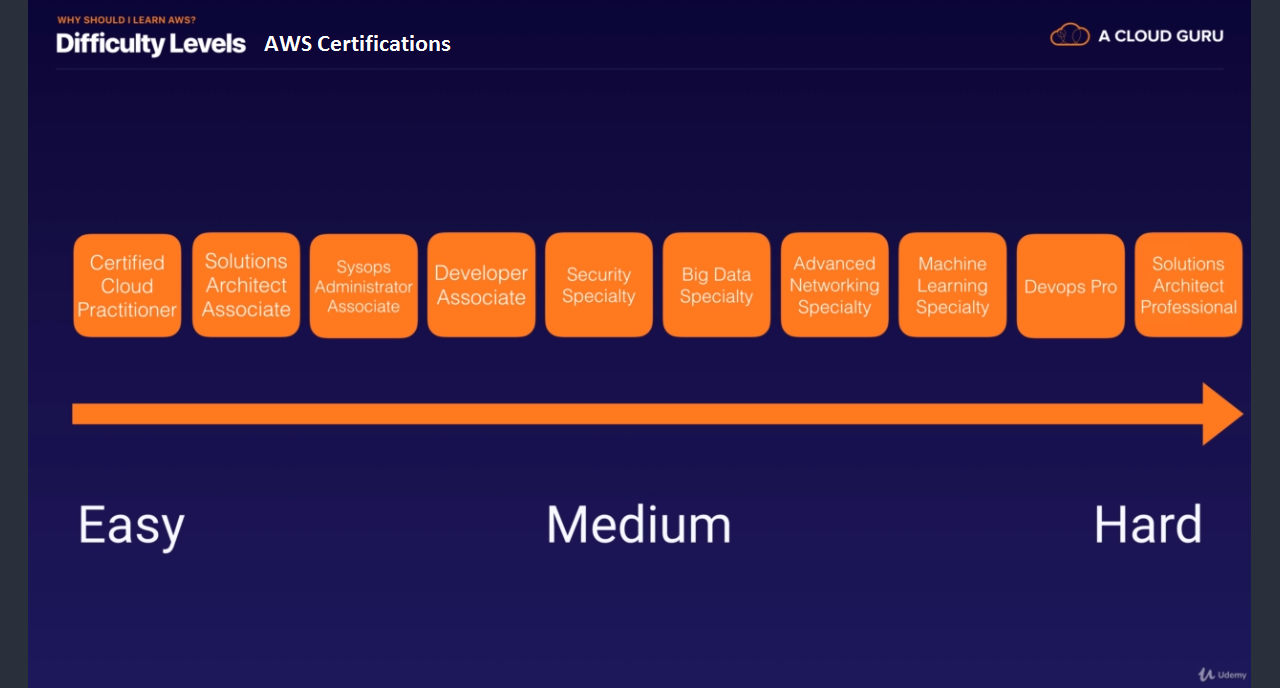 WHY SHOULD I LEARN AWS?
Difficulty Levels AWS Certifications
A CLOUD GURU
Certified
Cloud
Practitioner
Solutions
Architect
Associate
Sysops
Administrator
Associate
Developer
Associate
Security
Specialty
Big Data
Specialty
Advanced
Networking
Specialty
Machine
Learning
Specialty
Devops Pro
Solutions
Architect
Professional
Easy
Medium
Hard
Udemy